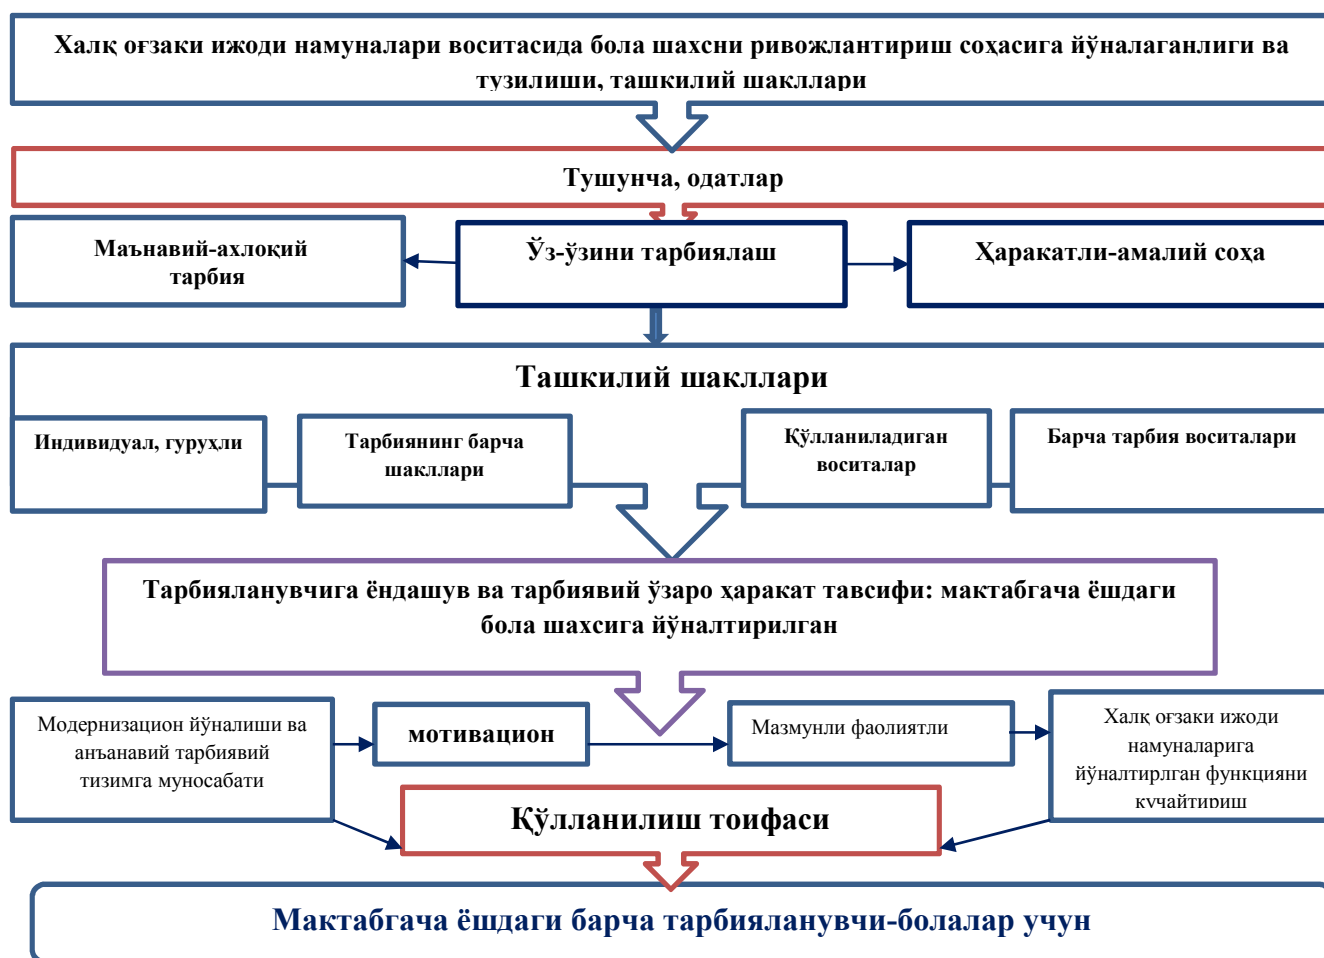 Халқ оғзаки ижоди намуналари воситасида бола шахсни ривожлантириш соҳасига йўналаганлиги ва
тузилиши, ташкилий шакллари
Тушунча, одатлар
Маънавий-ахлоқий
тарбия
Ўз-ўзини тарбиялаш
Ҳаракатли-амалий соҳа
Ташкилий шакллари
Индивидуал, гуруҳли
Тарбиянинг барча
шакллари
Қўлланиладиган
воситалар
Барча тарбия воситалари
Тарбияланувчига ёндашув ва тарбиявий ўзаро ҳаракат тавсифи: мактабгача ёшдаги
бола шахсига йўналтирилган
Модернизацион йўналиши ва
анъанавий тарбиявий
тизимга муносабати
мотивацион
Мазмунли фаолиятли
Халқ оғзаки ижоди
намуналарига
йўналтирлган функцияни
кучайтириш
Қўлланилиш тоифаси
Мактабгача ёшдаги барча тарбияланувчи-болалар учун